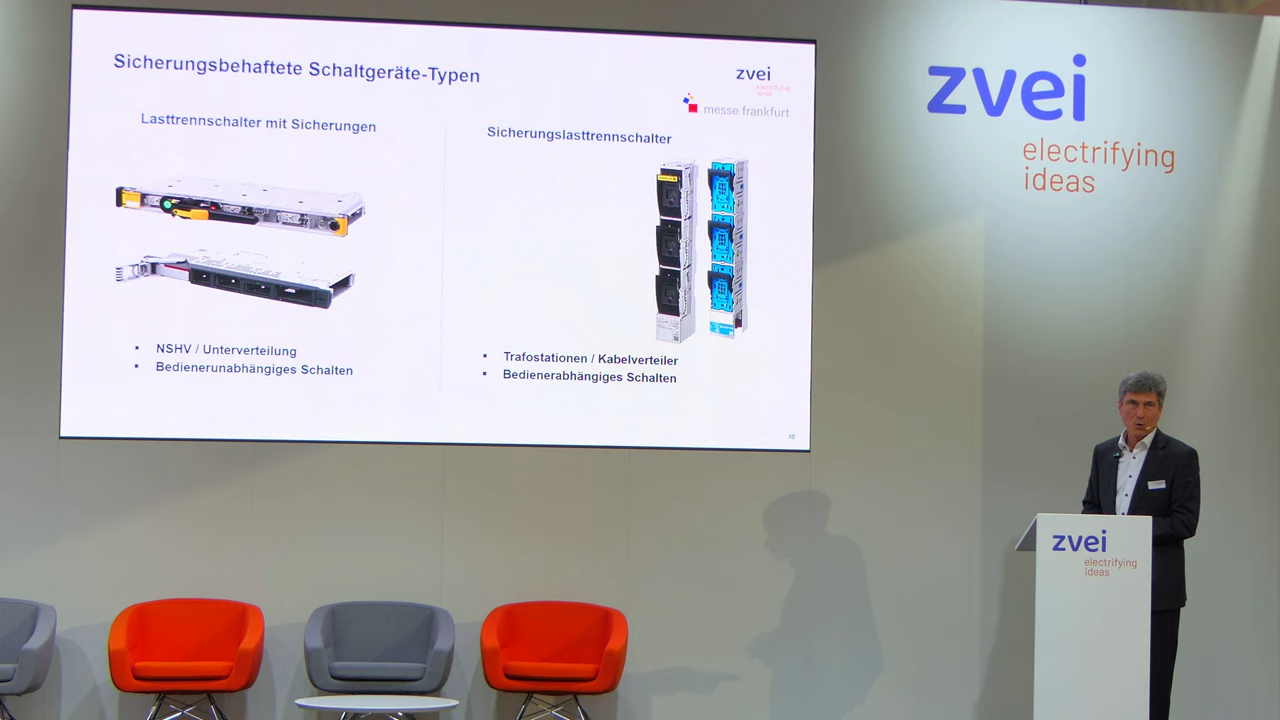 Sicherungsbehaftete Schaltgeräte-Typen
zvei
electrifying
ideas
messe frankfurt
Lasttrennschalter mit Sicherungen
Sicherungslasttrennschalter
▪ NSHV / Unterverteilung
▪ Bedienerunabhängiges Schalten
▪ Trafostationen / Kabelverteiler
▪ Bedienerabhängiges Schalten
10
zvei
electrifying
ideas
zvei
electrifying
ideas